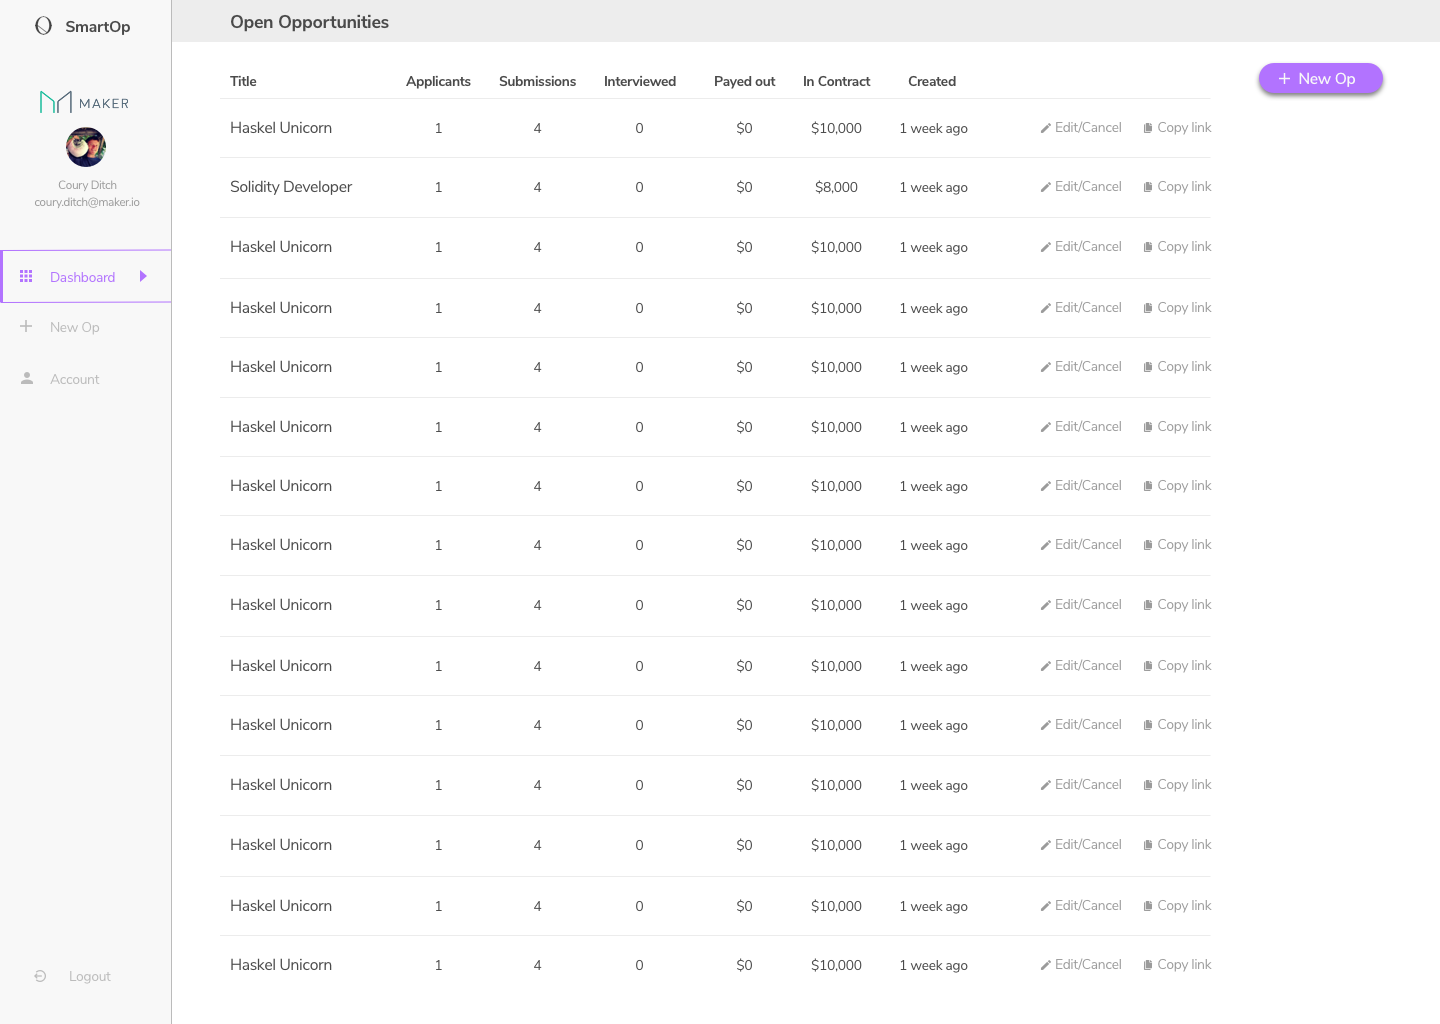 SmartOp
MAKER
Coury Ditch
coury.ditch@maker.io
Dashboard
New Op
Account
Logout
Open Opportunities
Title Applicants Submissions Interviewed Payed out In Contract Created
New Op
Haskel Unicorn 1 4 0 $0 $10,000 1 week ago Edit/Cancel Copy link
Solidity Developer 1 4 0 $0 $8,000 1 week ago Edit/Cancel Copy link
Haskel Unicorn 1 4 0 $0 $10,000 1 week ago Edit/Cancel Copy link
Haskel Unicorn 1 4 0 $0 $10,000 1 week ago Edit/Cancel Copy link
Haskel Unicorn 1 4 0 $0 $10,000 1 week ago Edit/Cancel Copy link
Haskel Unicorn 1 4 0 $0 $10,000 1 week ago Edit/Cancel Copy link
Haskel Unicorn 1 4 0 $0 $10,000 1 week ago Edit/Cancel Copy link
Haskel Unicorn 1 4 0 $0 $10,000 1 week ago Edit/Cancel Copy link
Haskel Unicorn 1 4 0 $0 $10,000 1 week ago Edit/Cancel Copy link
Haskel Unicorn 1 4 0 $0 $10,000 1 week ago Edit/Cancel Copy link
Haskel Unicorn 1 4 0 $0 $10,000 1 week ago Edit/Cancel Copy link
Haskel Unicorn 1 4 0 $0 $10,000 1 week ago Edit/Cancel Copy link
Haskel Unicorn 1 4 0 $0 $10,000 1 week ago Edit/Cancel Copy link
Haskel Unicorn 1 4 0 $0 $10,000 1 week ago Edit/Cancel Copy link
Haskel Unicorn 1 4 0 $0 $10,000 1 week ago Edit/Cancel Copy link